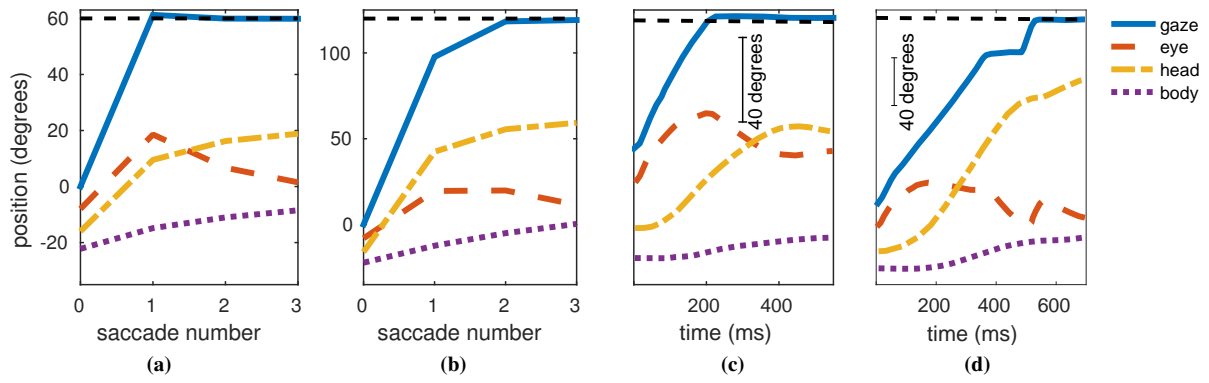 60
40
20
0
-20
position (degrees)
0 1 2 3
saccade number
(a)
100
50
0
0 1 2 3
saccade number
(b)
40 degrees
200 400
time (ms)
(c)
40 degrees
200 400 600
time (ms)
(d)
gaze
eye
head
body